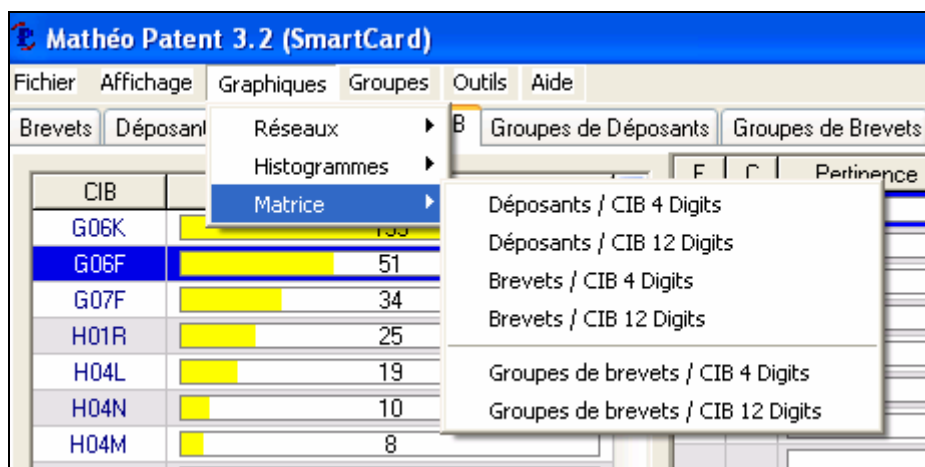 Mathéo Patent 3.2 (SmartCard)
Fichier Affichage Graphiques Groupes Outils Aide
Brevets Déposan B Groupes de Déposants Groupes de Brevets
Réseaux
Histogrammes
Matrice
Déposants / CIB 4 Digits
Déposants / CIB 12 Digits
Brevets / CIB 4 Digits
Brevets / CIB 12 Digits
Groupes de brevets / CIB 4 Digits
Groupes de brevets / CIB 12 Digits
CIB Pertinence
G06K
G06F 51
G07F 34
H01R 25
H04L 19
H04N 10
H04M 8